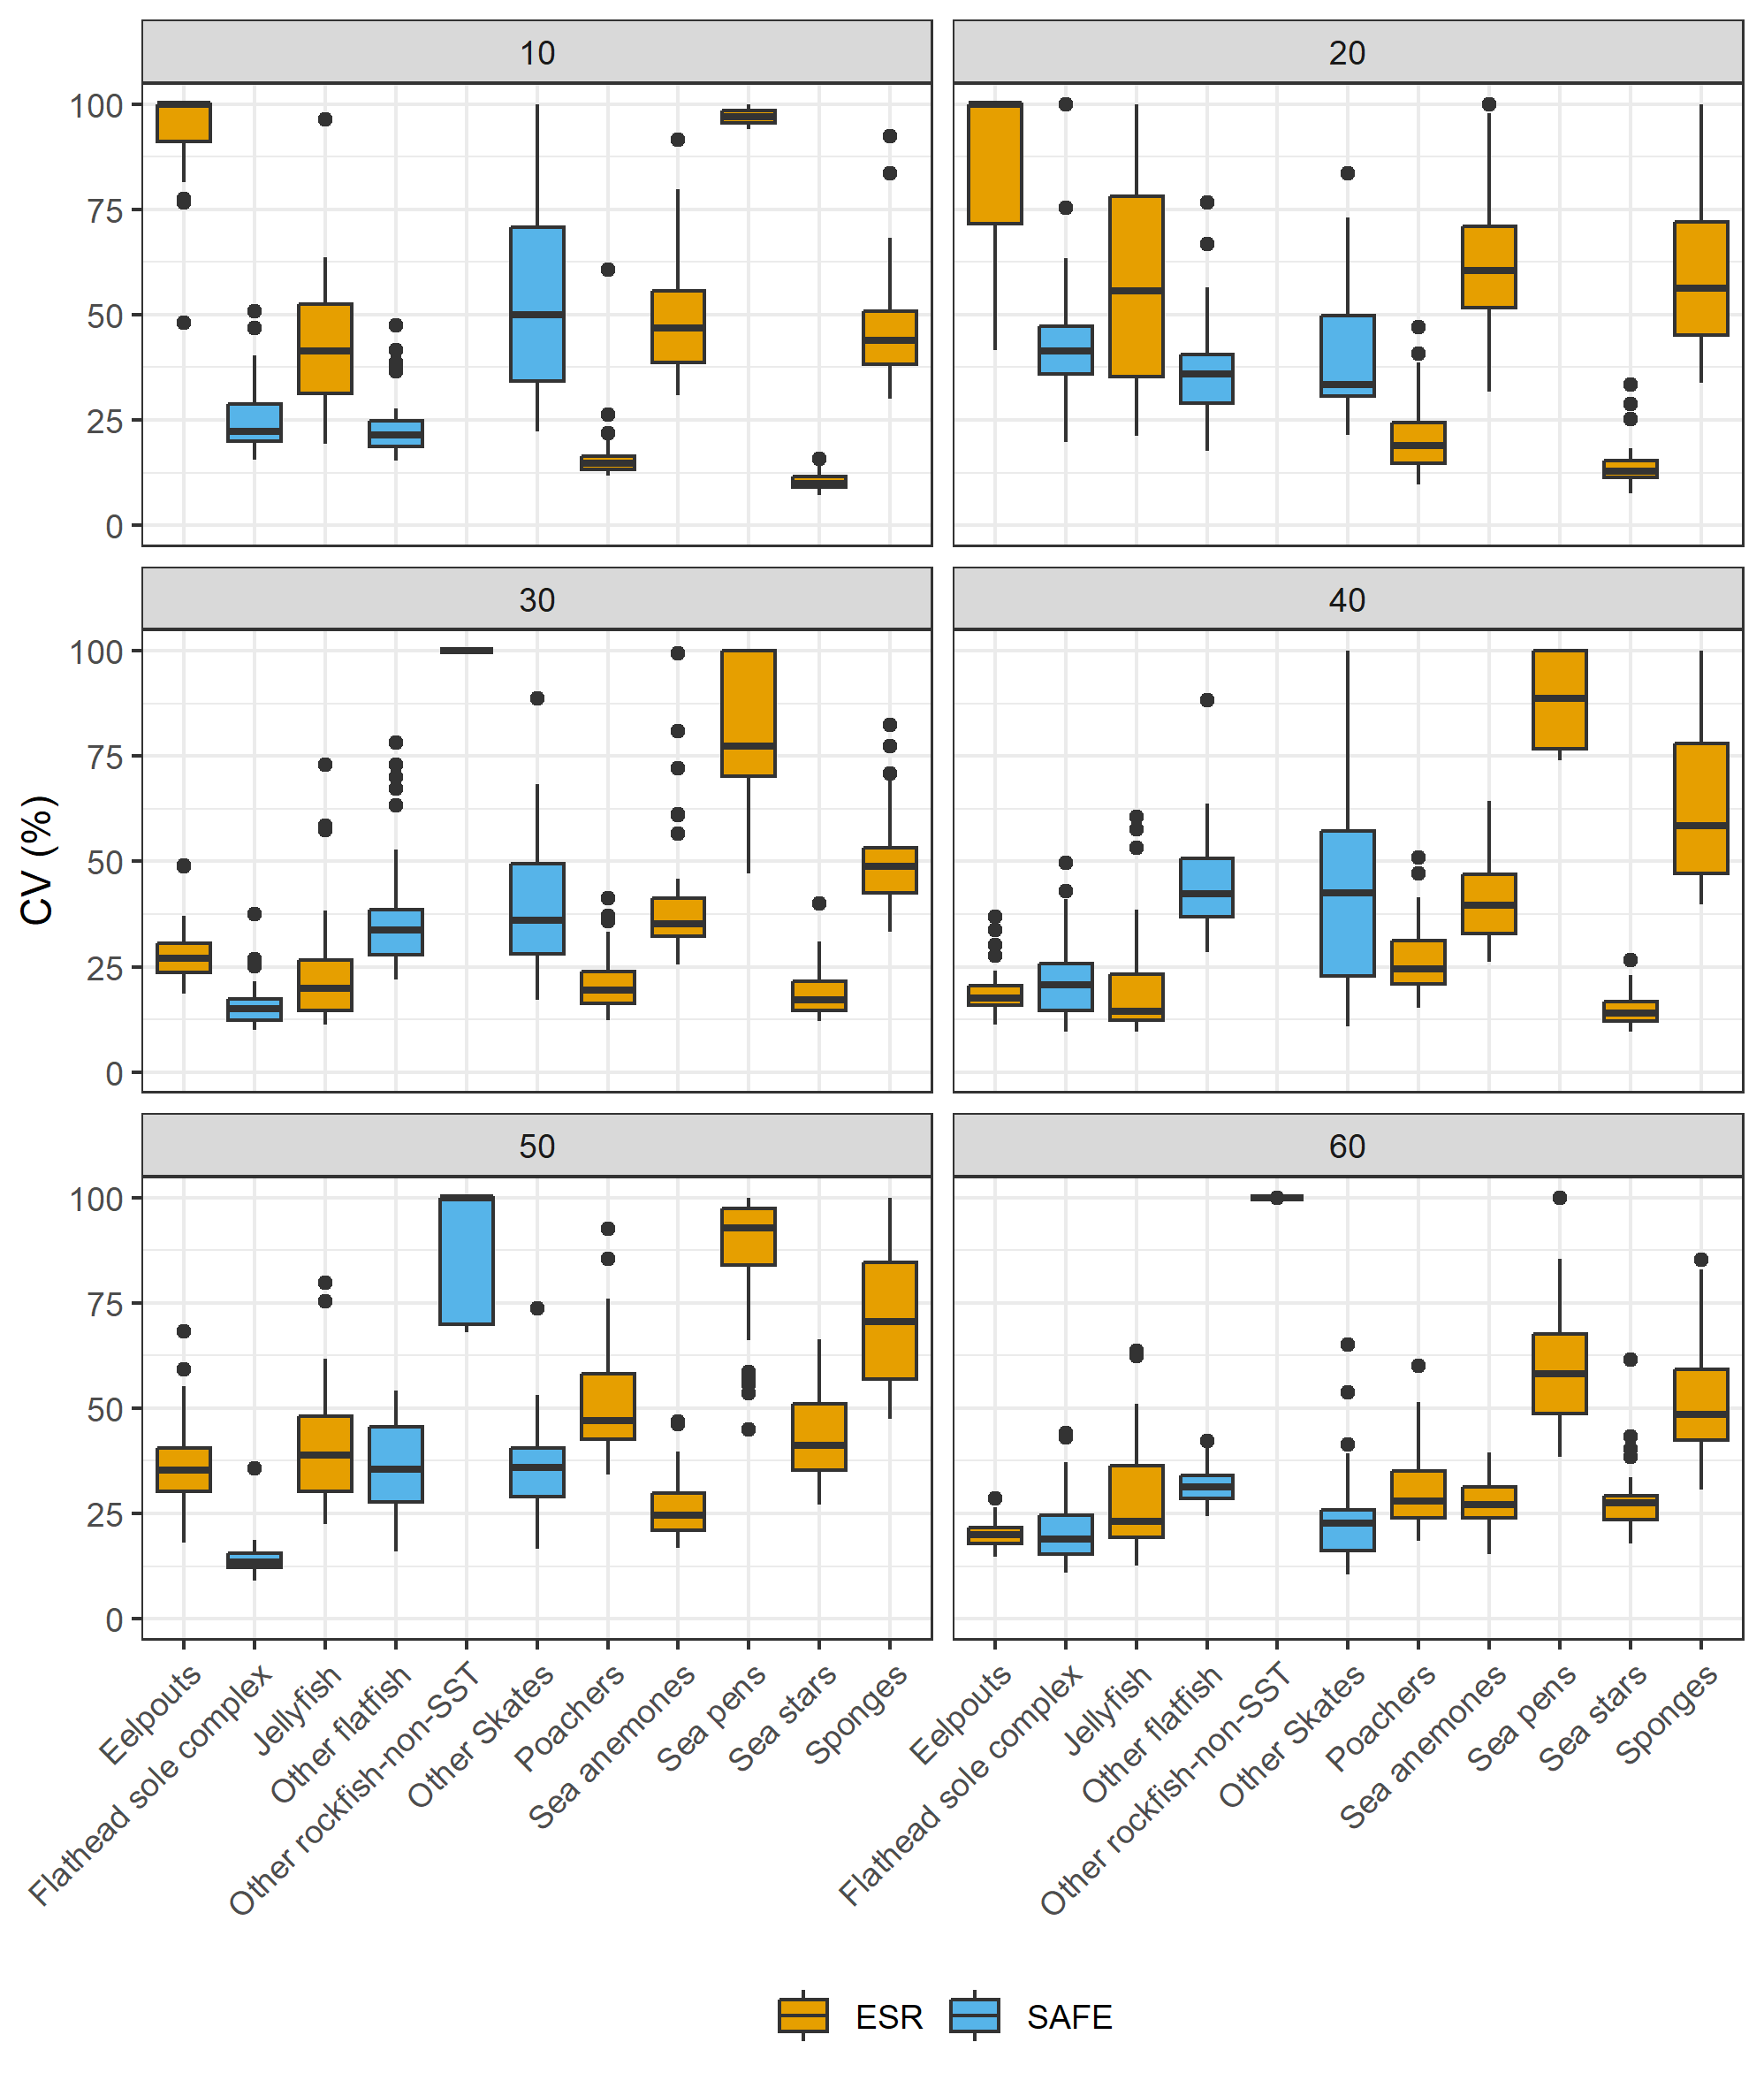 10
20
100
75
50
25
0
30
40
100
75
50
25
0
CV (%)
50
60
100
75
50
25
0
Eelpouts
Flathead sole complex
Jellyfish
Other flatfish
Other rockfish-non-SST
Other Skates
Poachers
Sea anemones
Sea pens
Sea stars
Sponges
Eelpouts
Flathead sole complex
Jellyfish
Other flatfish
Other rockfish-non-SST
Other Skates
Poachers
Sea anemones
Sea pens
Sea stars
Sponges
ESR
SAFE